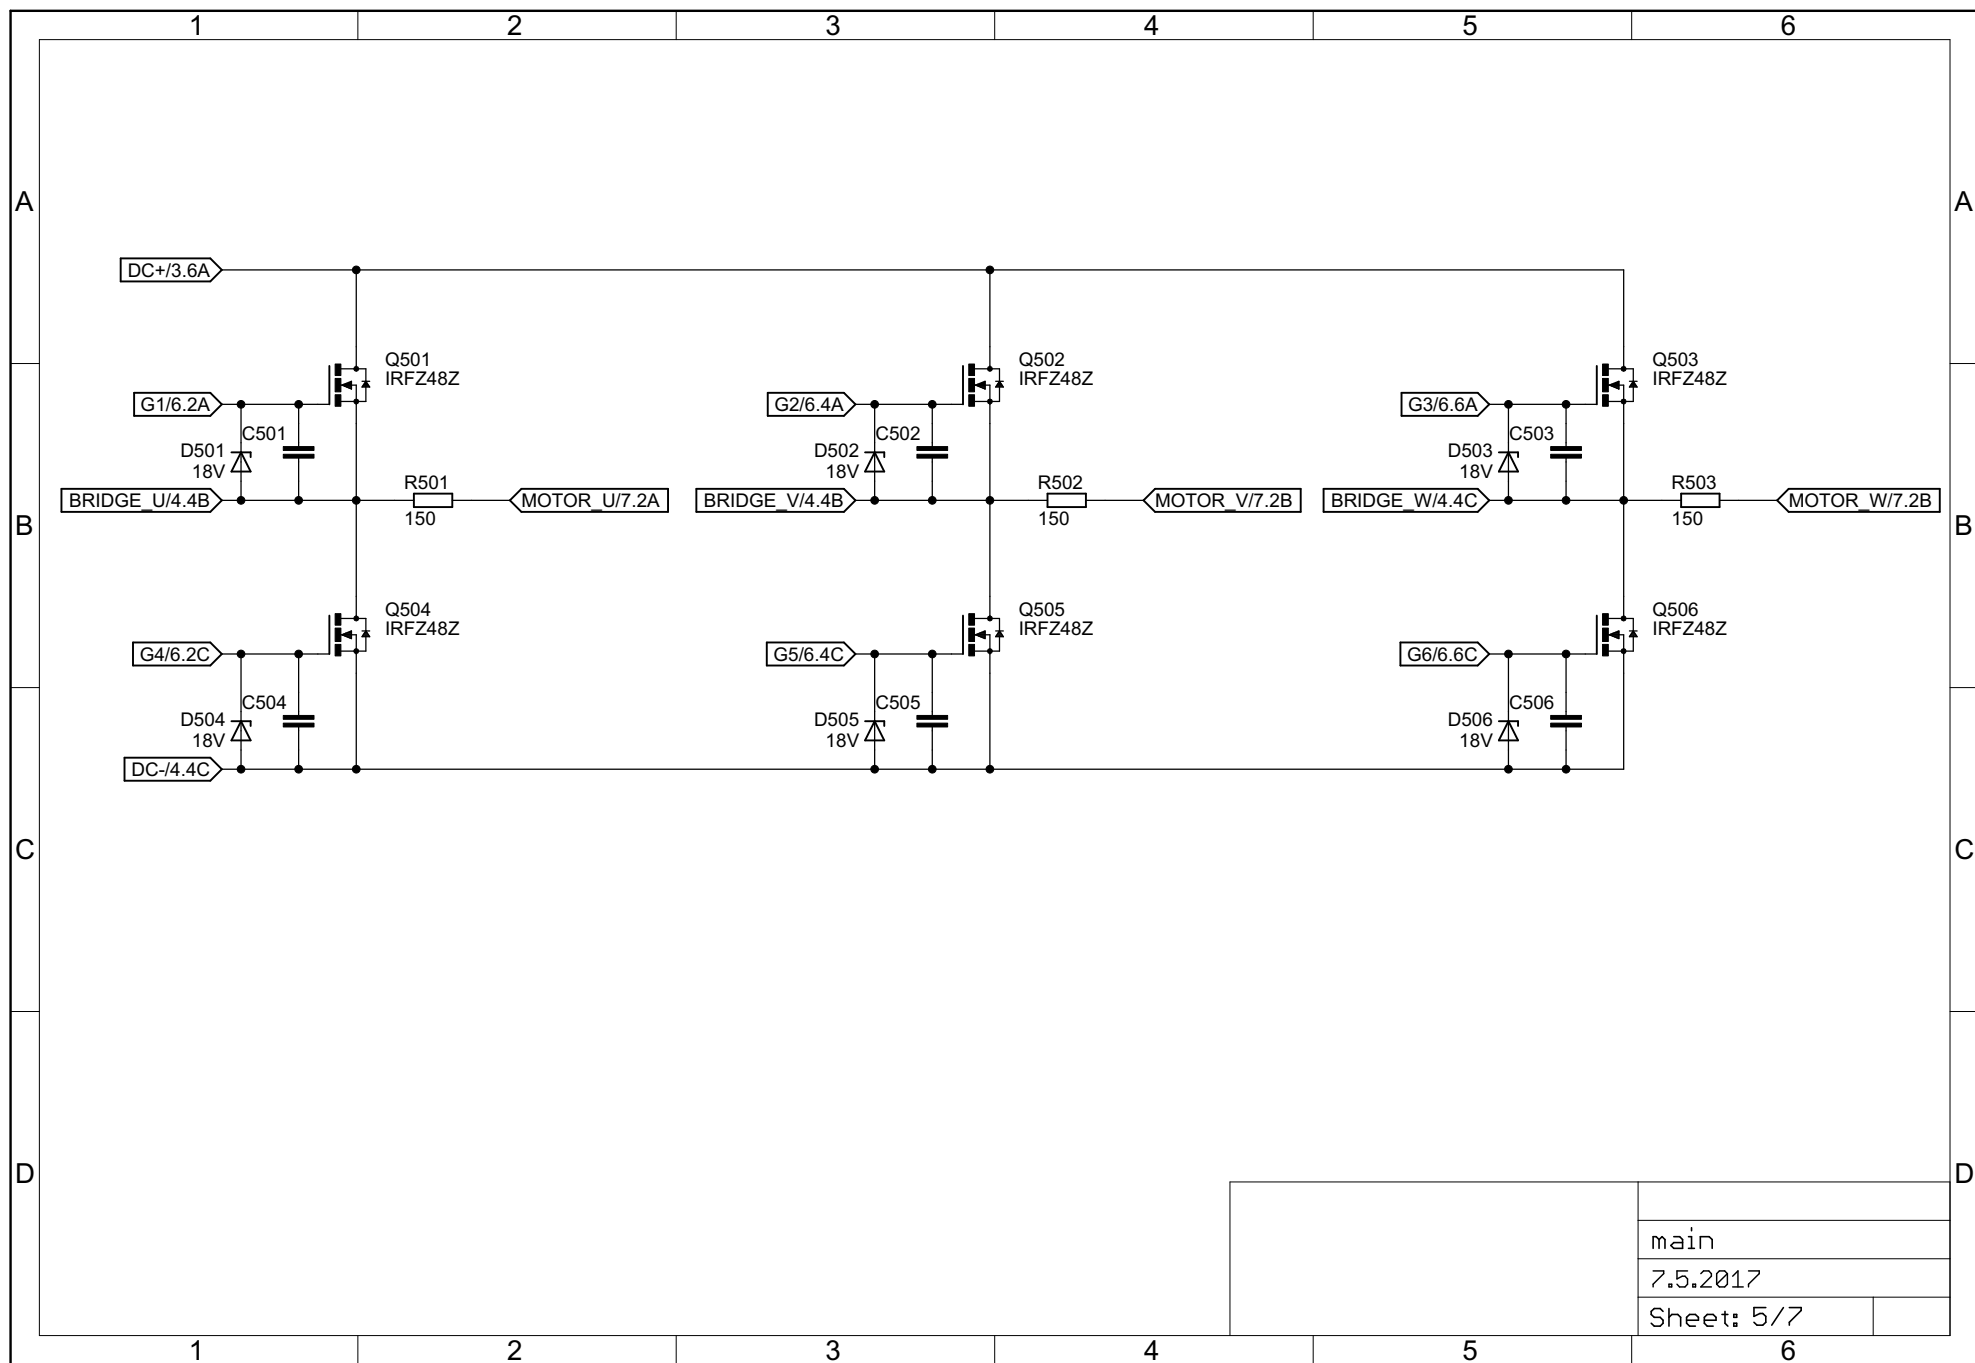 1 2 3 4 5 6
A A
DC+/3.6A
Q501 Q502 Q503
IRFZ48Z IRFZ48Z IRFZ48Z
G1/6.2A G2/6.4A G3/6.6A
C501 C502 C503
D501 D502 D503
18V 18V 18V
R501 R502 R503
BRIDGE_U/4.4B MOTOR_U/7.2A BRIDGE_V/4.4B MOTOR_V/7.2B BRIDGE_W/4.4C MOTOR_W/7.2B
150 150 150
B B
Q504 Q505 Q506
IRFZ48Z IRFZ48Z IRFZ48Z
G4/6.2C G5/6.4C G6/6.6C
C504 C505 C506
D504 D505 D506
18V 18V 18V
DC-/4.4C
C C
D D
main
7.5.2017
Sheet: 5/7
1 2 3 4 5 6